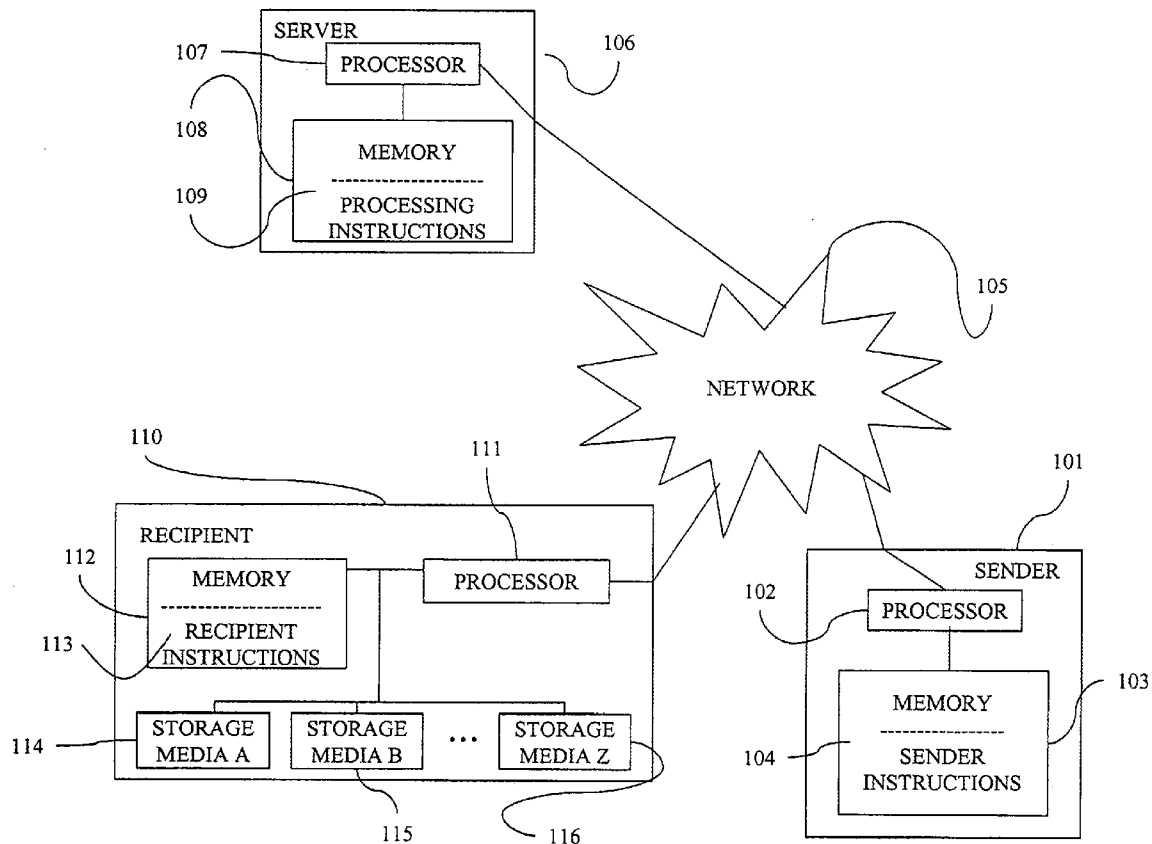 SERVER
107
PROCESSOR
106
108
MEMORY
109
PROCESSING
INSTRUCTIONS
105
NETWORK
110
111
101
RECIPIENT
SENDER
112
MEMORY
PROCESSOR
102
PROCESSOR
113
RECIPIENT
INSTRUCTIONS
103
MEMORY
114
STORAGE
MEDIA A
STORAGE
MEDIA B
...
STORAGE
MEDIA Z
104
SENDER
INSTRUCTIONS
115
116